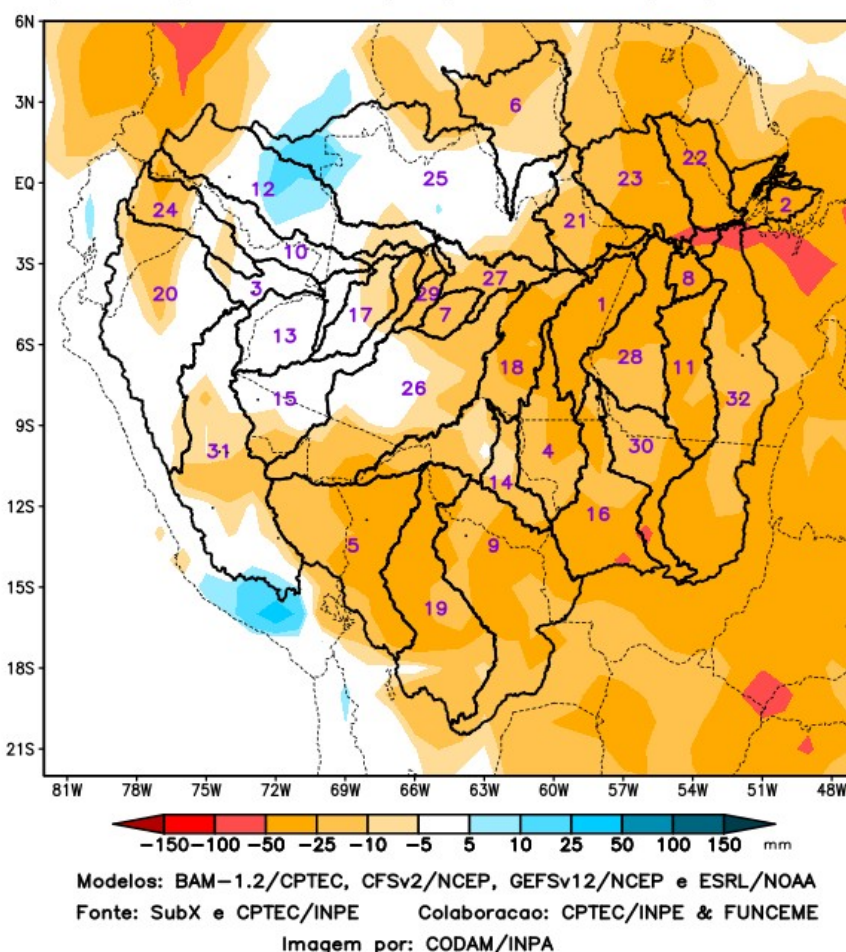 6N
3N
EQ
3S
6S
9S
12S
15S
18S
21S
6
12
25
23
22
24
21
2
10
20
3
17
29
27
7
1
8
13
18
28
11
15
26
32
31
14
4
30
5
9
16
19
81W 78W 75W 72W 69W 66W 63W 60W 57W 54W 51W 48W
-150 -100 -50 -25 -10 -5 5 10 25 50 100 150 mm
Modelos: BAM-1.2/CPTEC, CFSv2/NCEP, GEFSv12/NCEP e ESRL/NOAA
Fonte: SubX e CPTEC/INPE Colaboracao: CPTEC/INPE & FUNCEME
Imagem por: CODAM/INPA